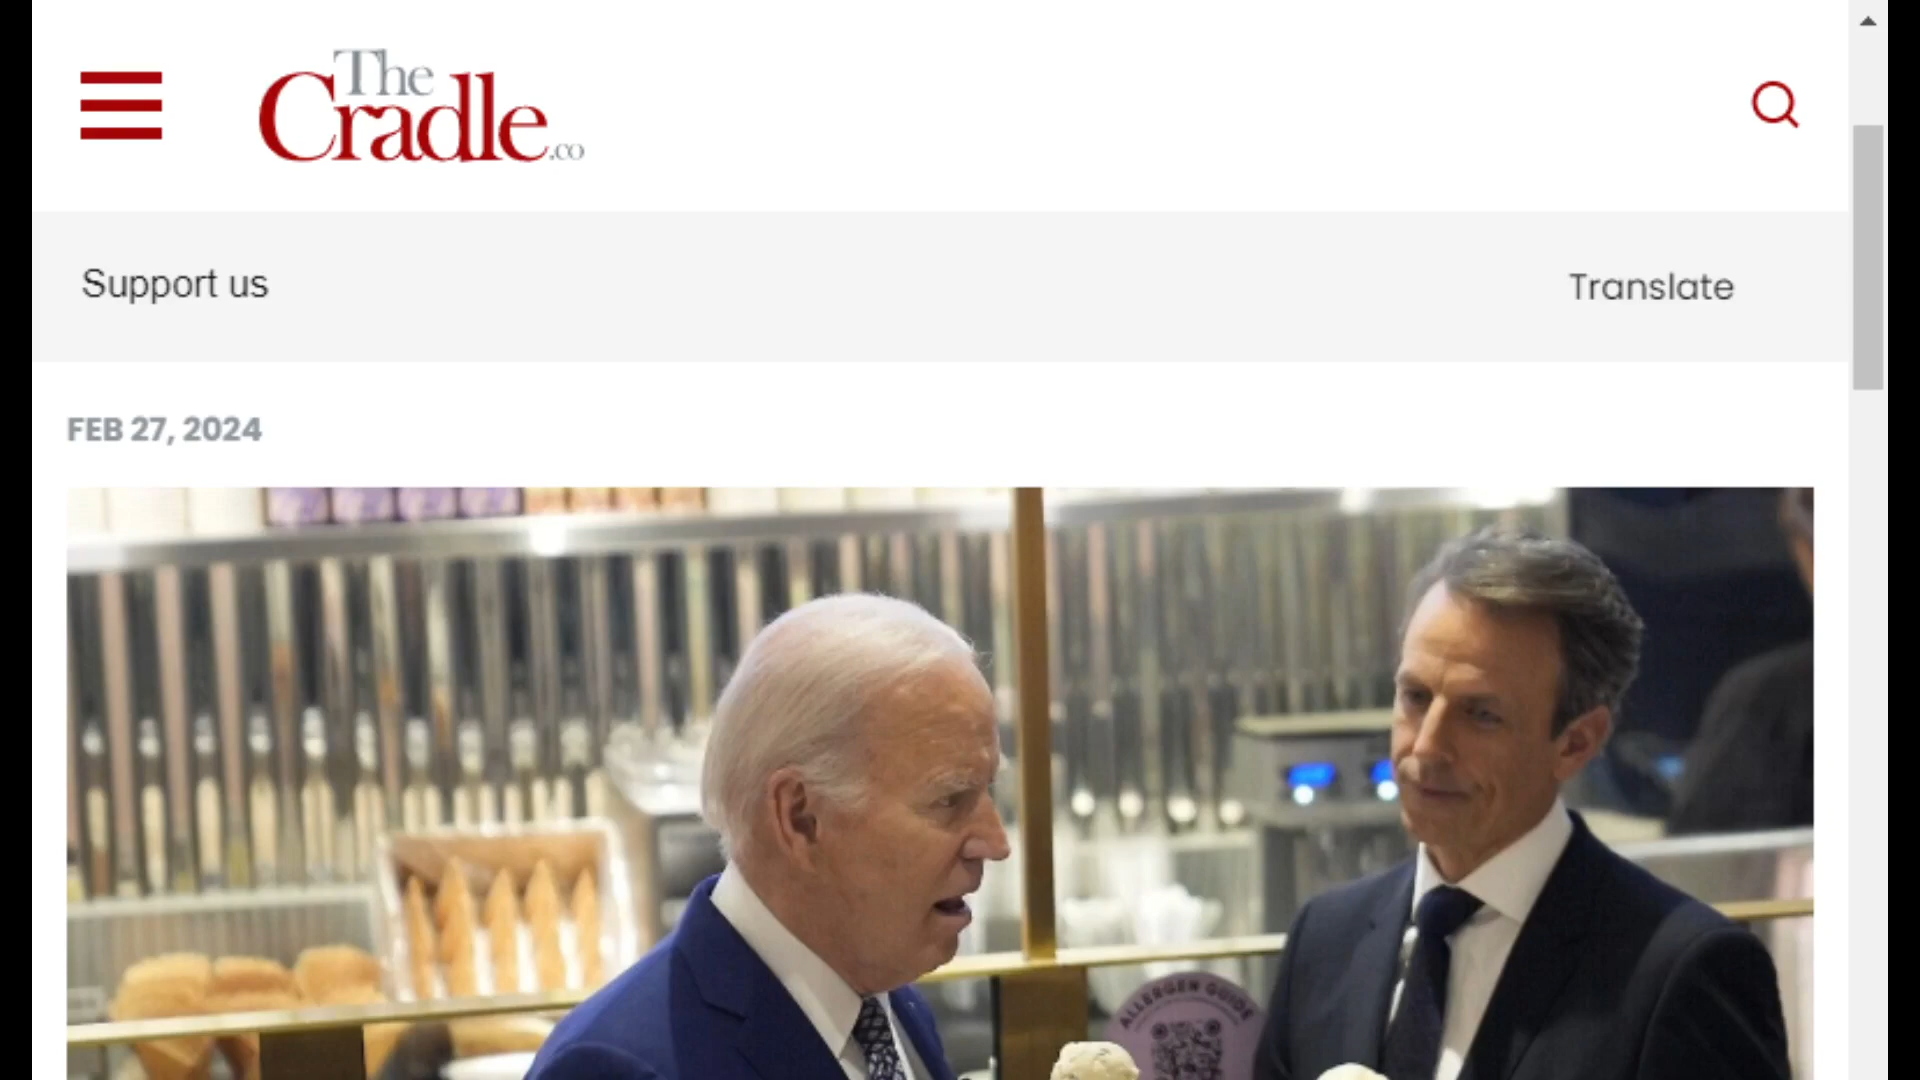 The
Cradle.co
Support us
Translate
FEB 27, 2024
ALLERGEN GUIDE